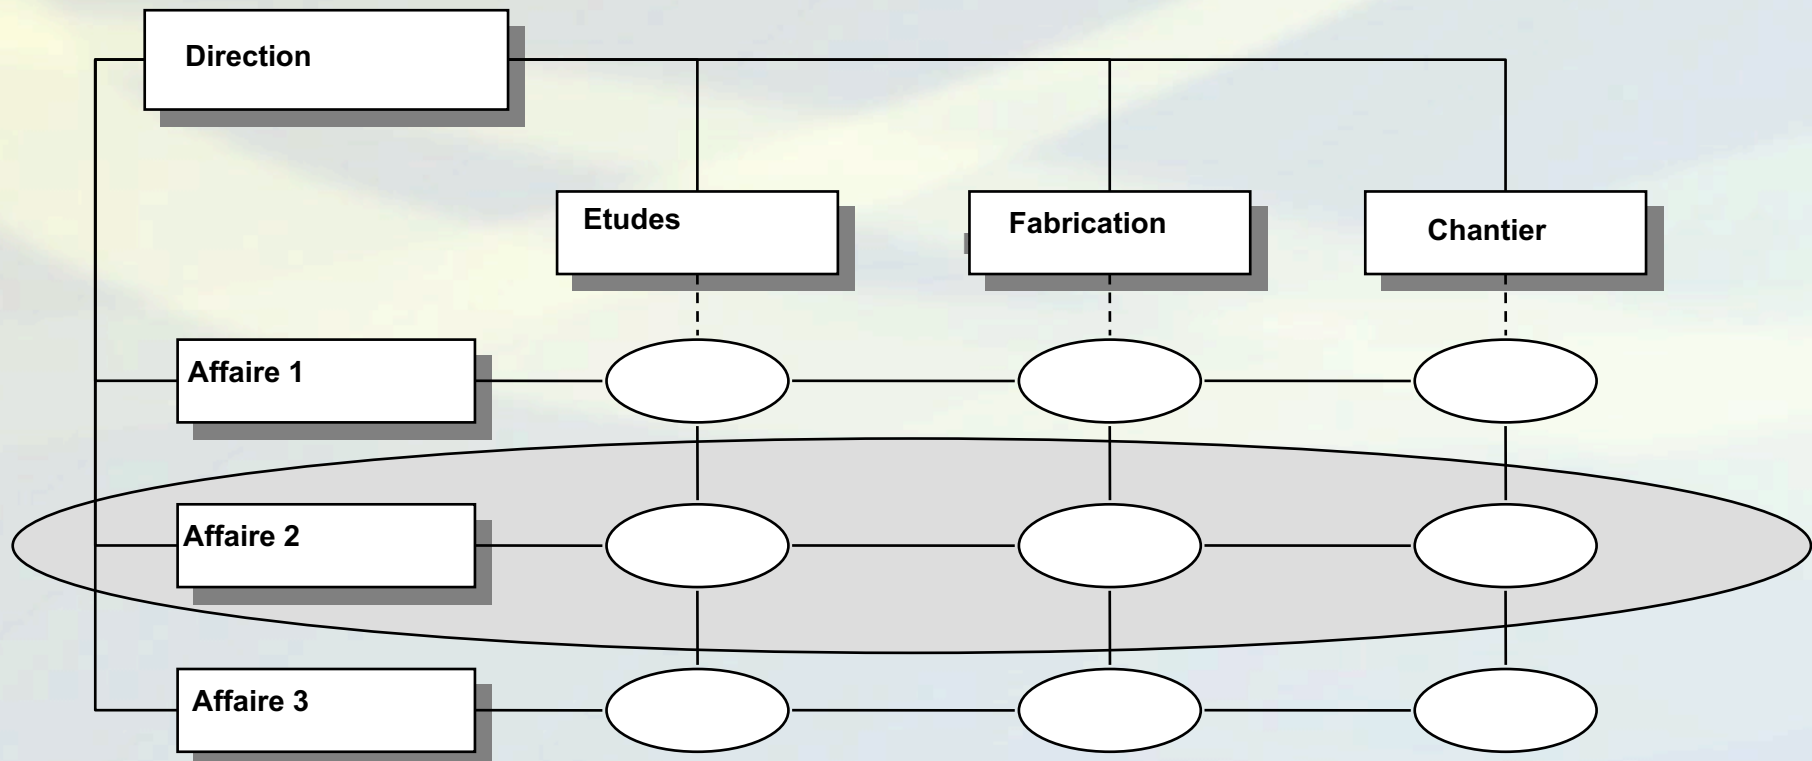 Direction
Etudes
Fabrication
Chantier
Affaire 1
Affaire 2
Affaire 3